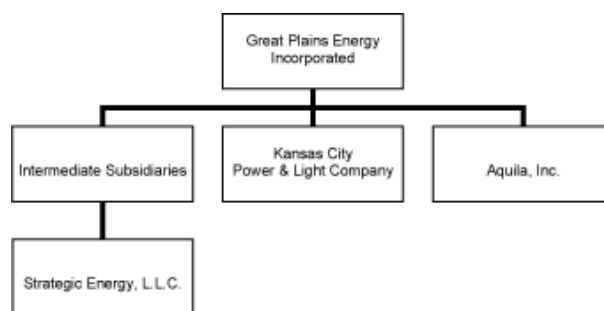 Great Plains Energy
Incorporated
Intermediate Subsidiaries
Kansas City
Power & Light Company
Aquila, Inc.
Strategic Energy, L.L.C.